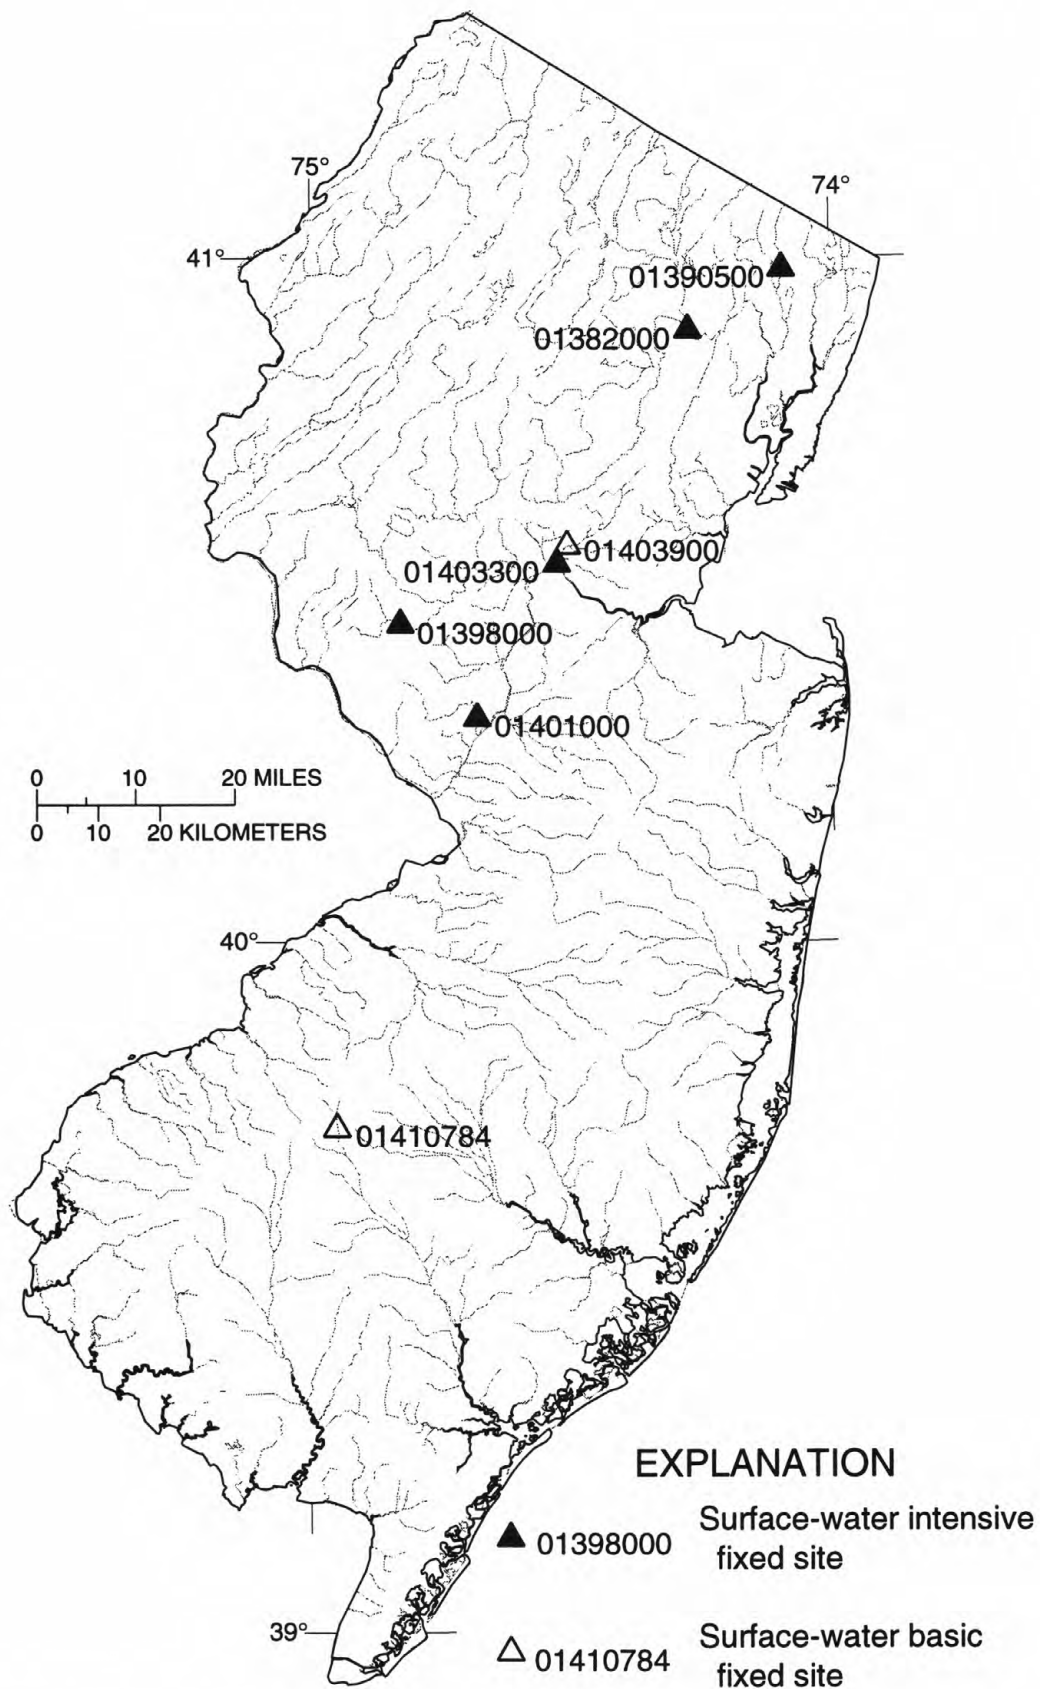 75°
74°
41°
01390500
01382000
01403900
01403300
01398000
01401000
0 10 20 MILES
0 10 20 KILOMETERS
40°
01410784
EXPLANATION
01398000 Surface-water intensive
fixed site
39°
01410784 Surface-water basic
fixed site